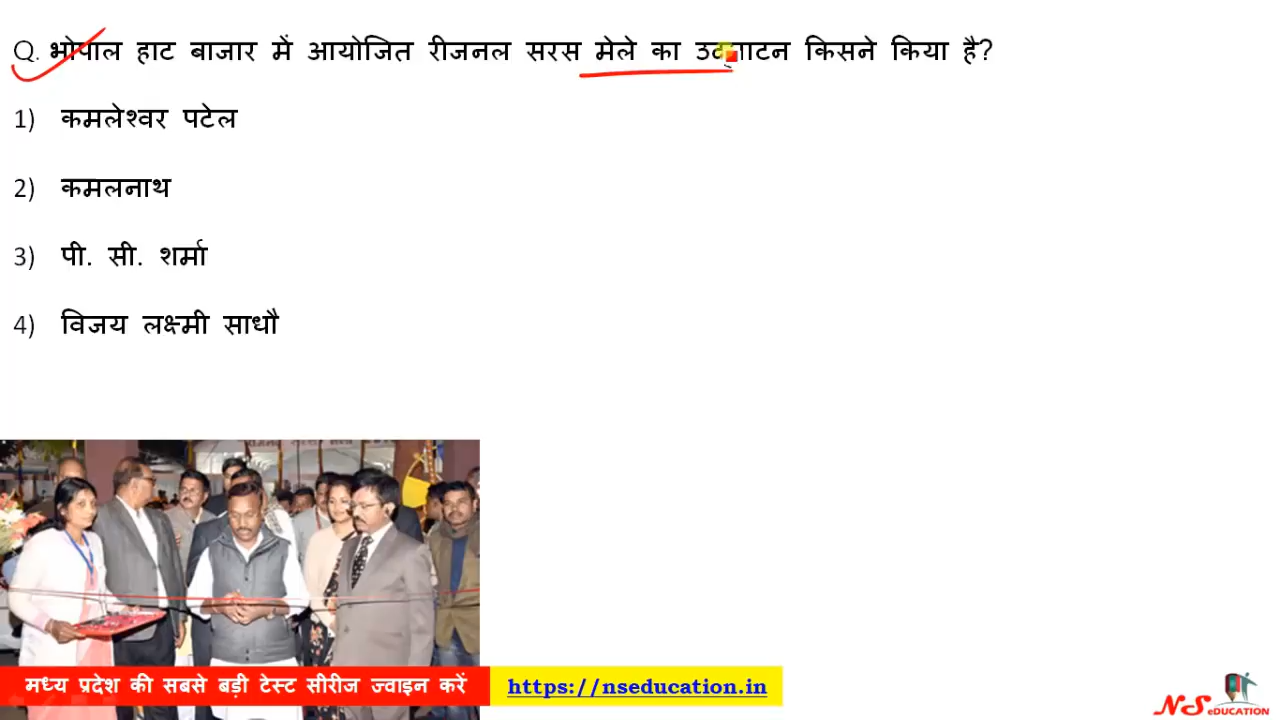 Q. भोपाल हाट बाजार में आयोजित रीजनल सरस मेले का उद्घाटन किसने किया है?
1) कमलेश्वर पटेल
2) कमलनाथ
3) पी. सी. शर्मा
4) विजय लक्ष्मी साधौ
मध्य प्रदेश की सबसे बड़ी टेस्ट सीरीज ज्वाइन करें https://nseducation.in
NS eDUCATION